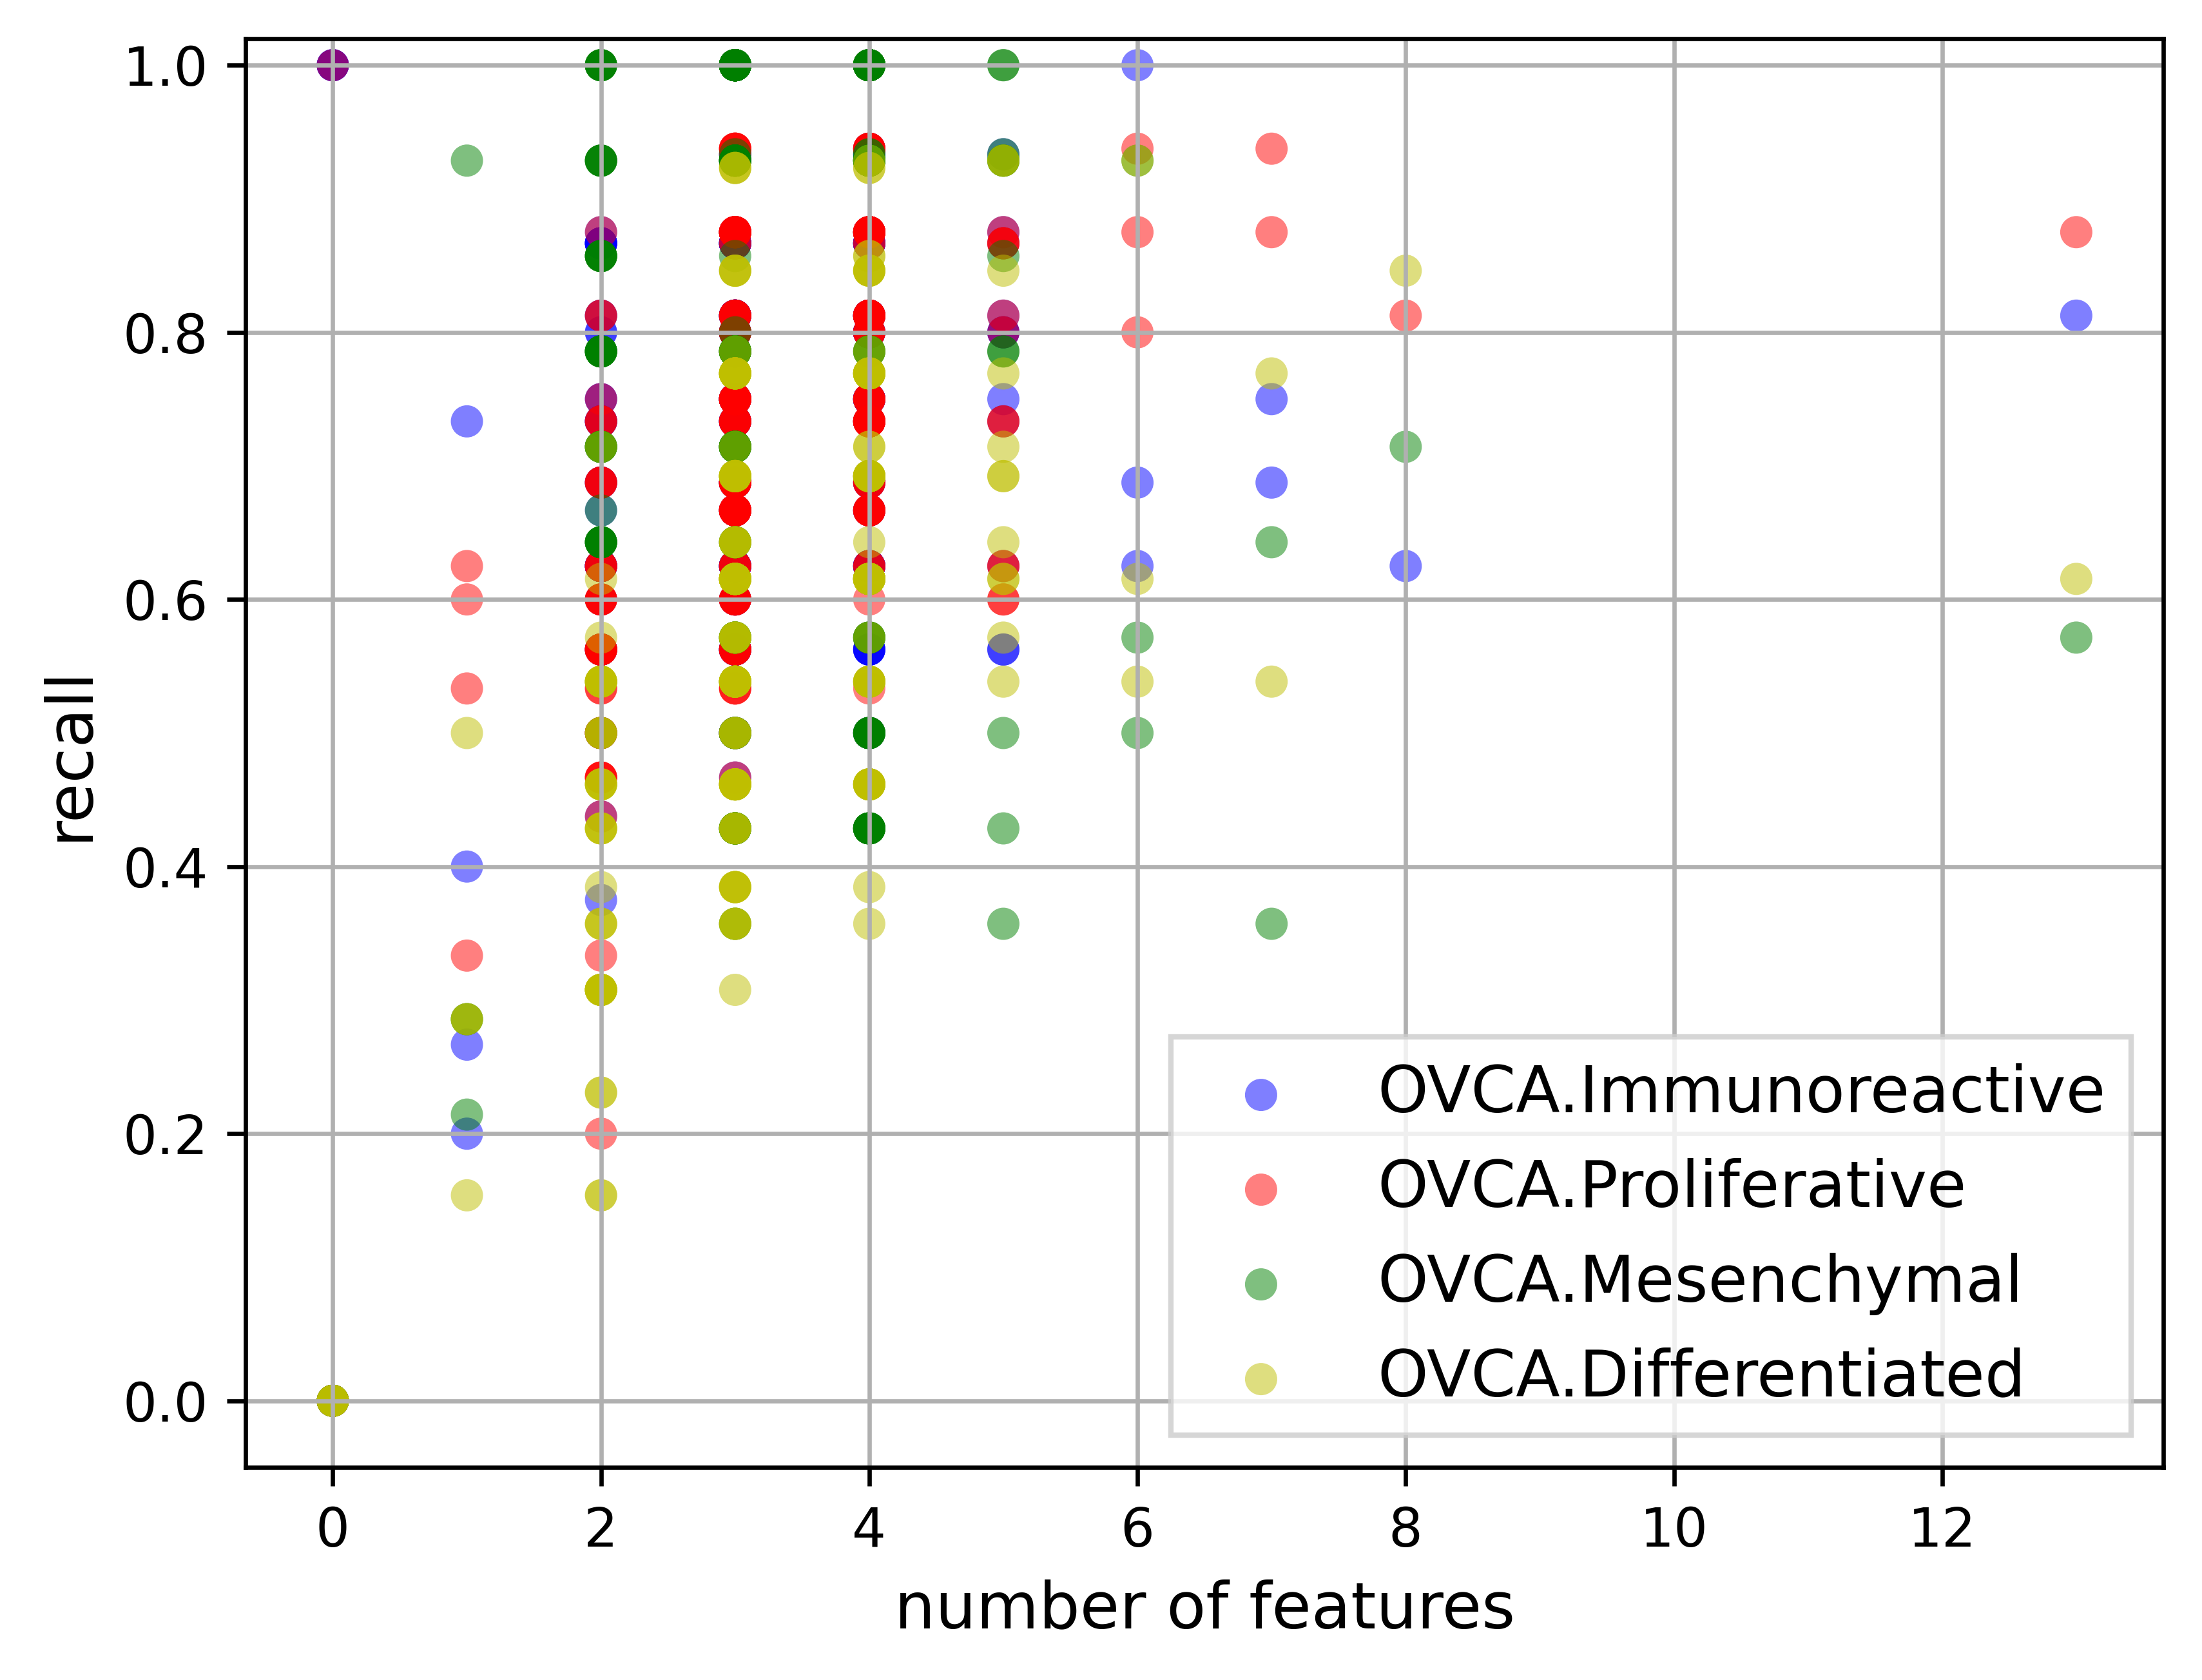 1.0
0.8
0.6
0.4
0.2
0.0
recall
0 2 4 6 8 10 12
number of features
OVCA.Immunoreactive
OVCA.Proliferative
OVCA.Mesenchymal
OVCA.Differentiated